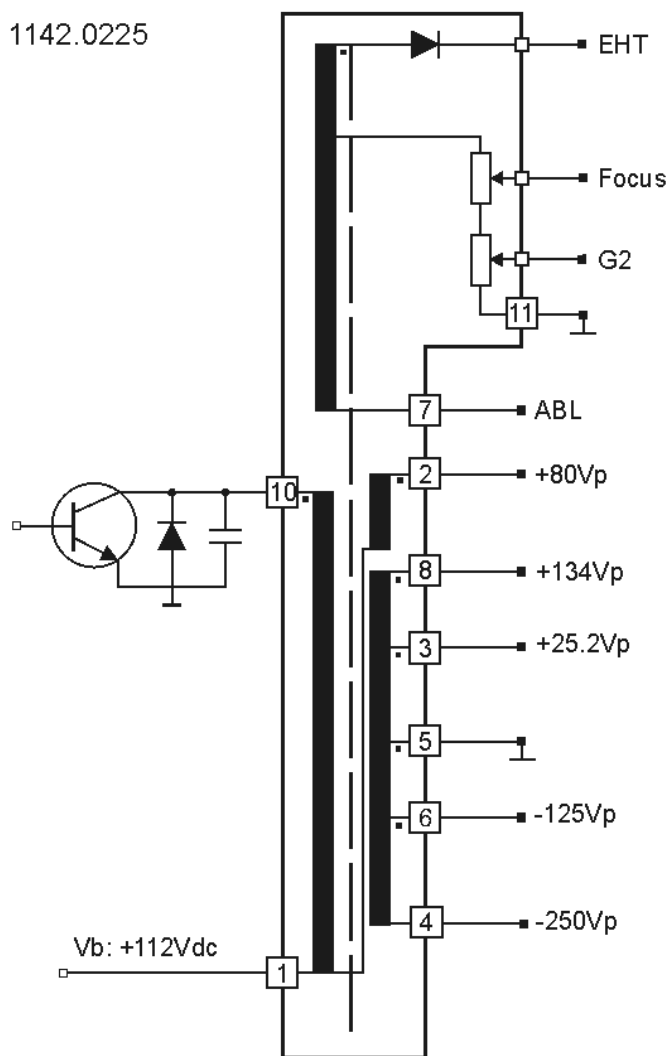 1142.0225
EHT
Focus
G2
11
7 ABL
2 +80Vp
10
8 +134Vp
3 +25.2Vp
5
6 -125Vp
4 -250Vp
Vb: +112Vdc
1